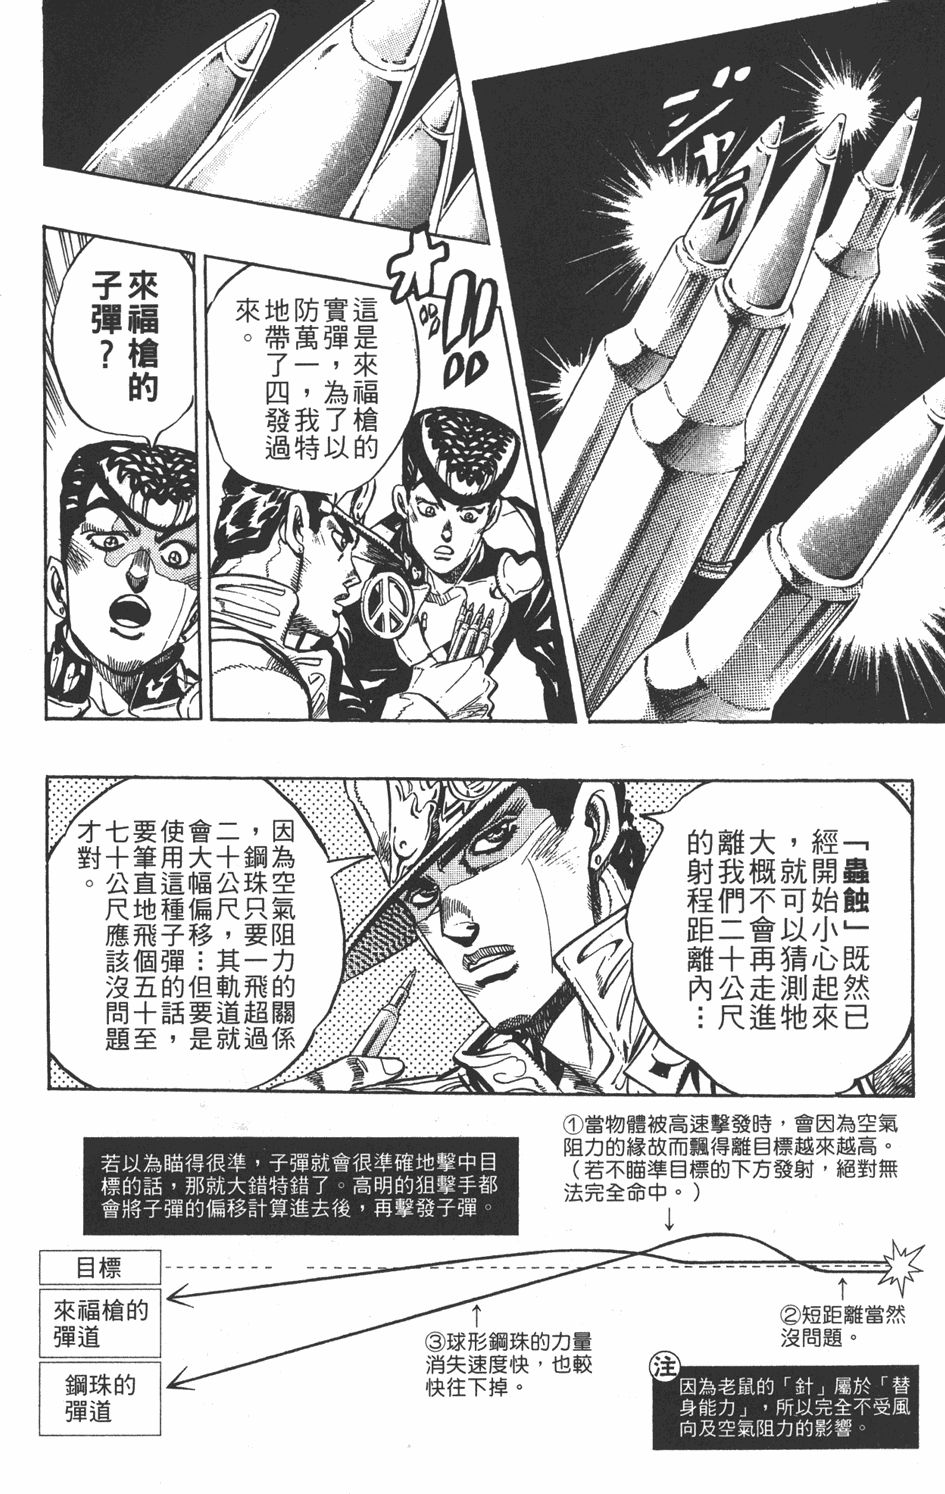 ジャラ
這是來福槍的
實彈，為了以
防萬一，我特
地帶了四發過
來。
オ
來福槍的
子彈？
「蟲蝕」既然已
經開始小心起來
，就可以猜測牠
大概不會再走進
離我們二十公尺
的射程距離內…
因為空氣阻力的關係
，鋼珠只要一飛超過
二十公尺，其軌道就
會大幅偏移…但要是
使用這種子彈的話，
要筆直地飛個五十至
七十公尺應該沒問題
才對。
①當物體被高速擊發時，會因為空氣
阻力的緣故而飄得離目標越來越高。
（若不瞄準目標的下方發射，絕對無
法完全命中。）
若以為瞄得很準，子彈就會很準確地擊中目
標的話，那就大錯特錯了。高明的狙擊手都
會將子彈的偏移計算進去後，再擊發子彈。
目標
來福槍的
彈道
鋼珠的
彈道
②短距離當然
沒問題。
③球形鋼珠的力量
消失速度快，也較
快往下掉。
注
因為老鼠的「針」屬於「替
身能力」，所以完全不受風
向及空氣阻力的影響。